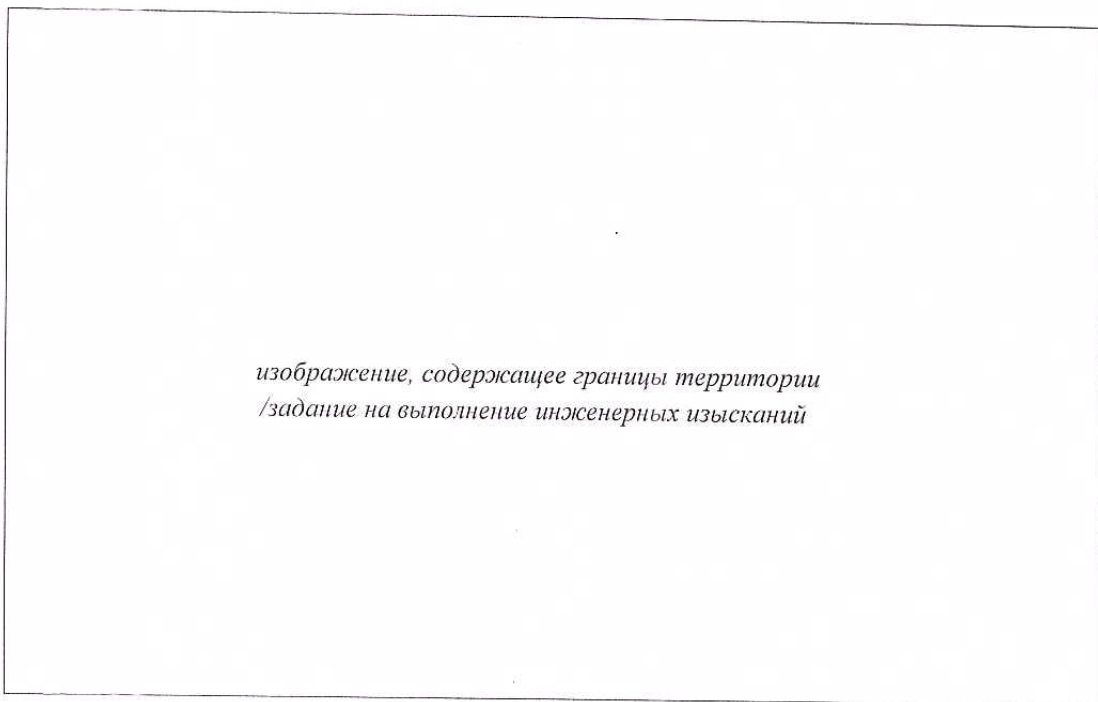 изображение, содержащее границы территории
/задание на выполнение инженерных изысканий